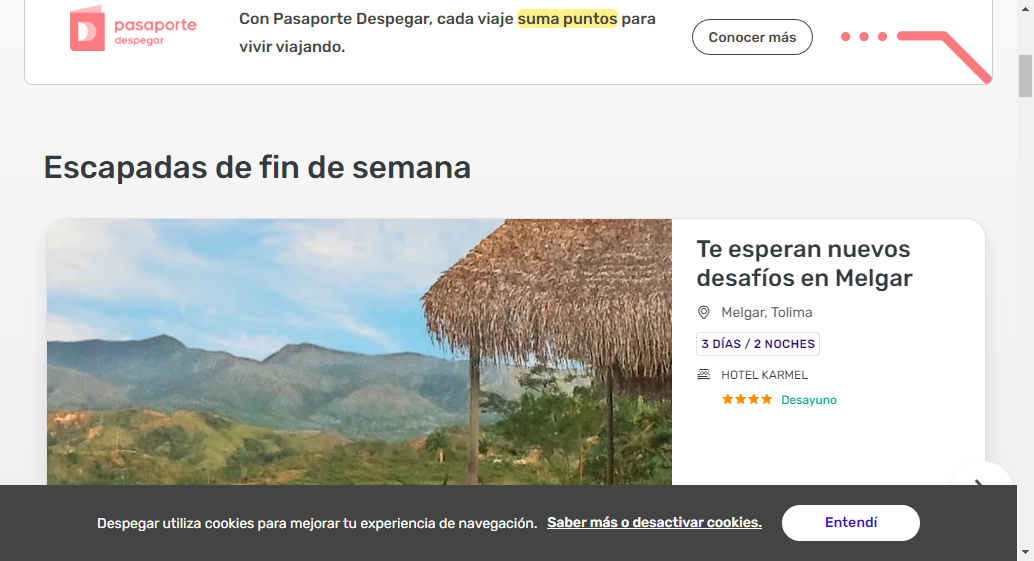 pasaporte
despegar
Con Pasaporte Despegar, cada viaje suma puntos para
vivir viajando.
Conocer más
Escapadas de fin de semana
Te esperan nuevos
desafíos en Melgar
Melgar, Tolima
3 DÍAS / 2 NOCHES
HOTEL KARMEL
Desayuno
Despegar utiliza cookies para mejorar tu experiencia de navegación. Saber más o desactivar cookies.
Entendí